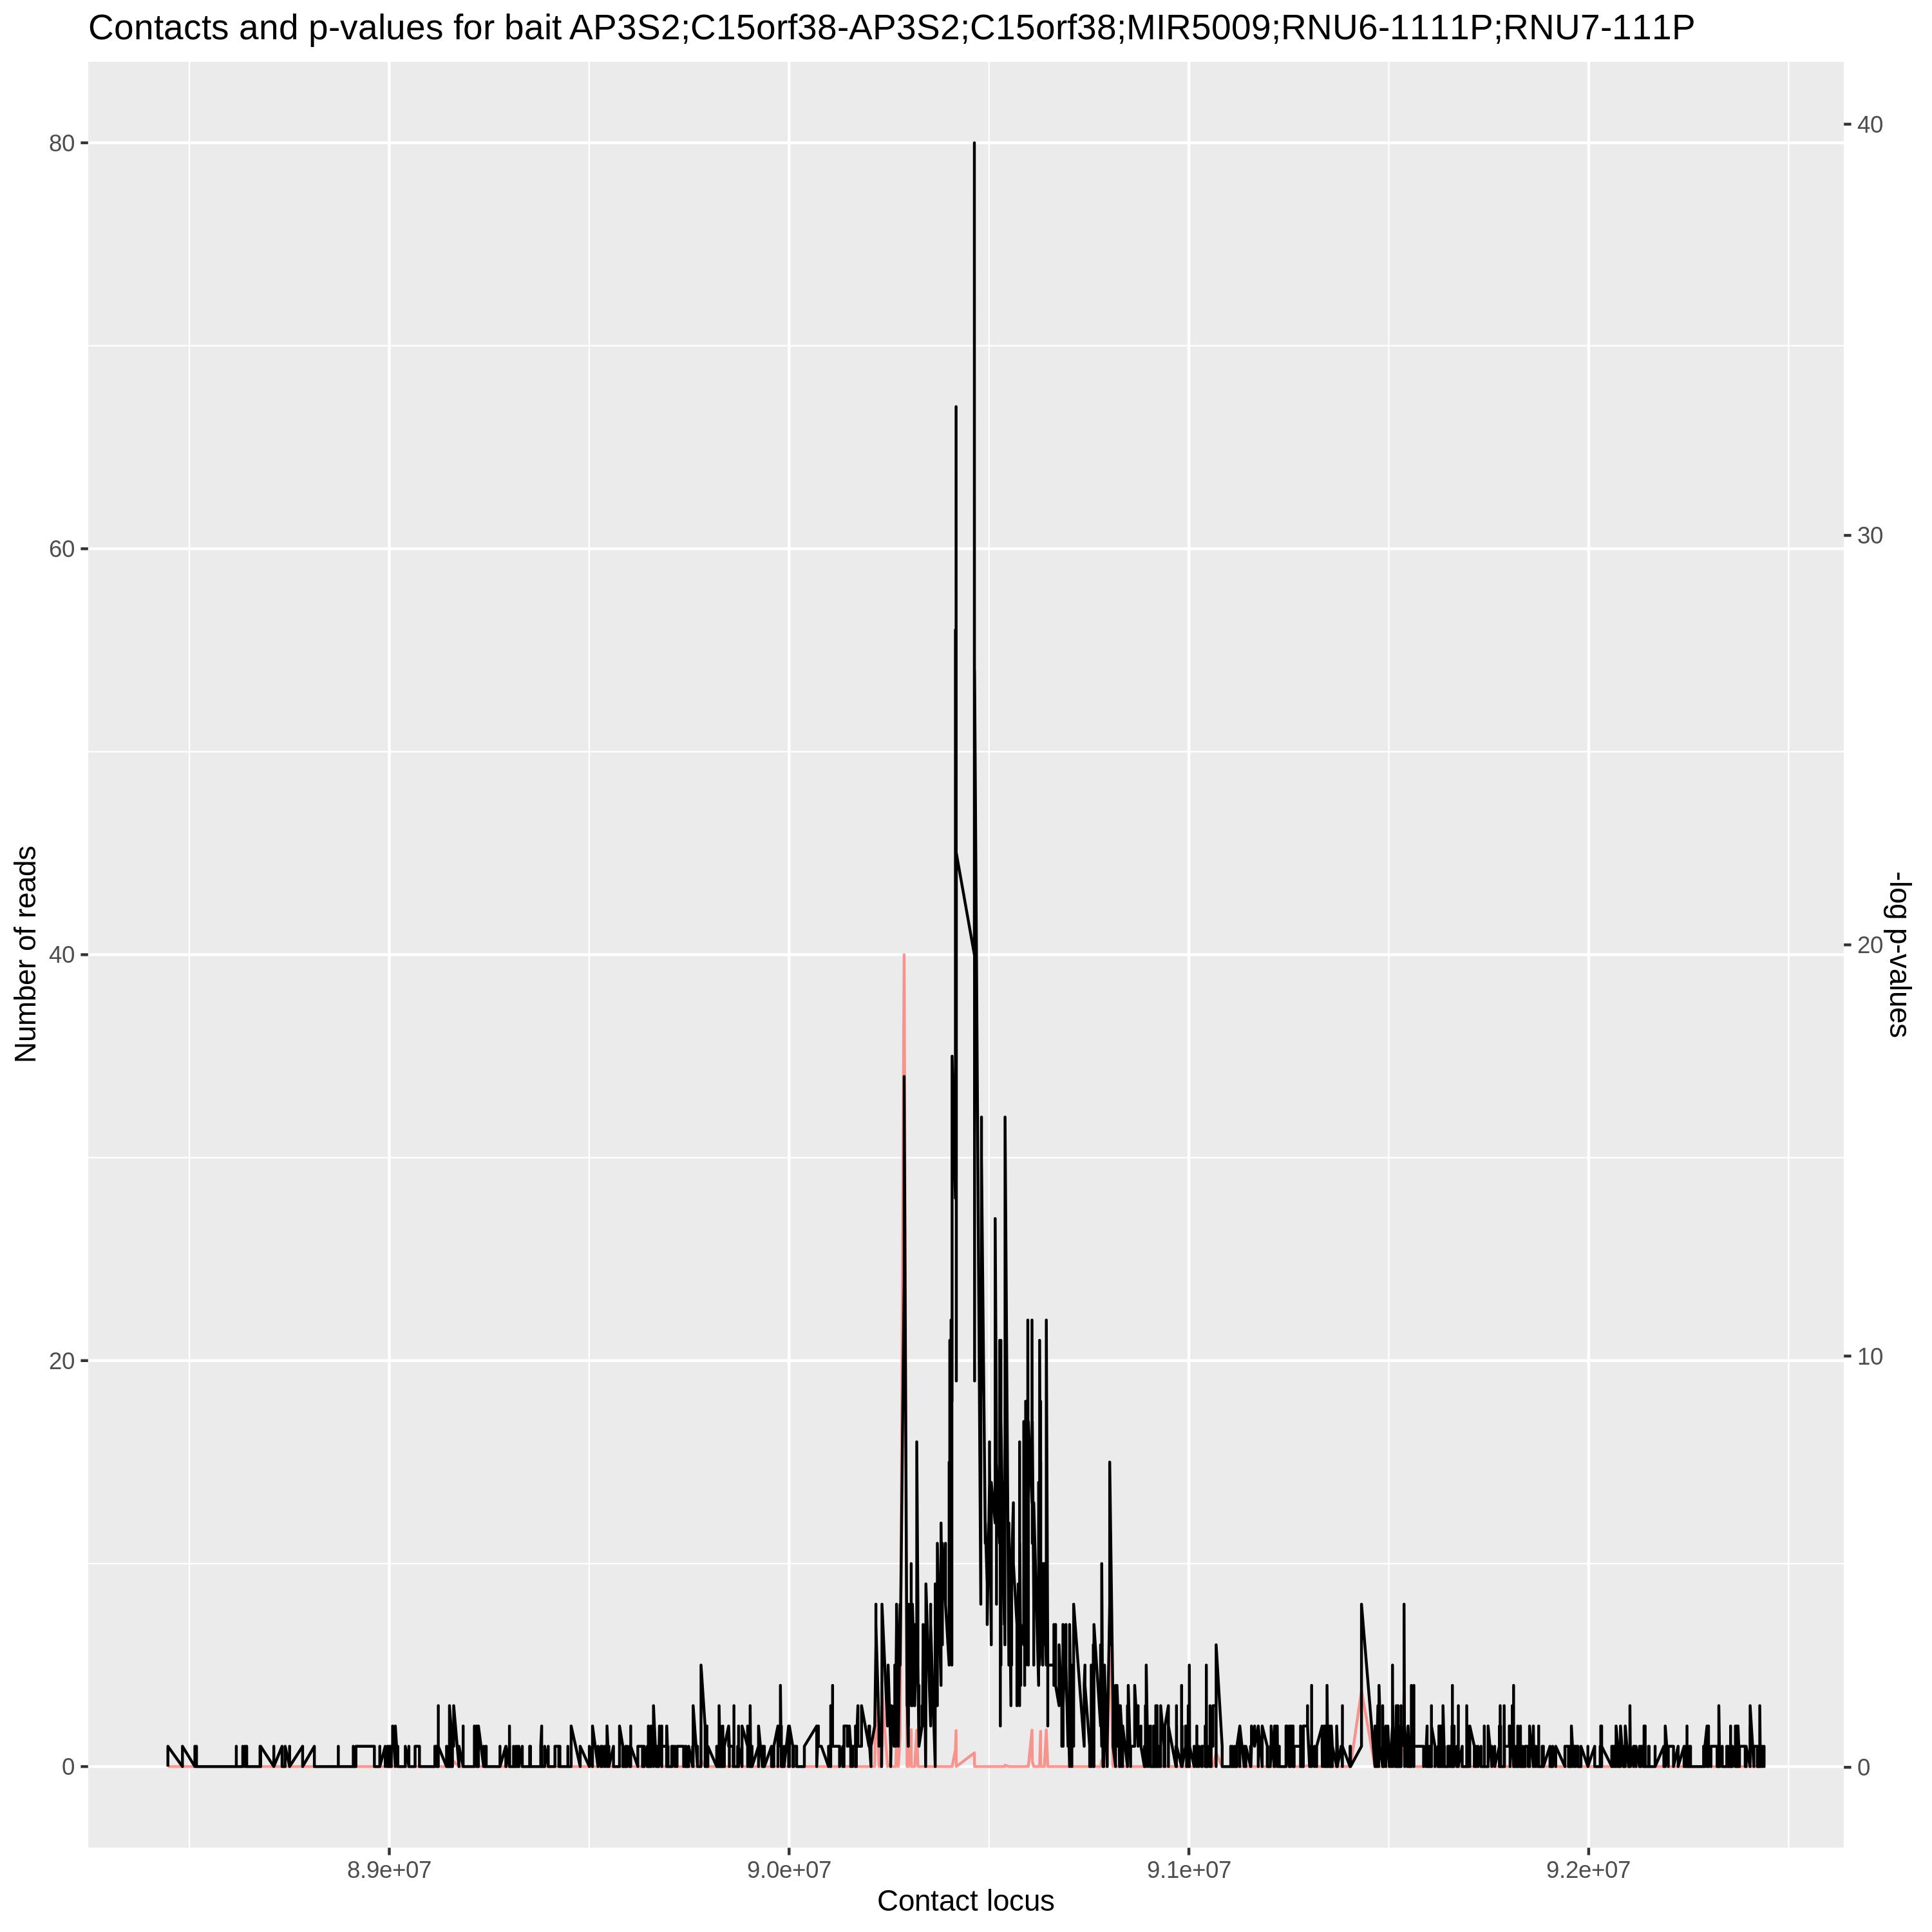 Contacts and p-values for bait AP3S2;C15orf38-AP3S2;C15orf38;MIR5009;RNU6-1111P;RNU7-111P
80
60
40
20
0
Number of reads
40
30
20
10
0
-log p-values
8.9e+07
9.0e+07
9.1e+07
9.2e+07
Contact locus